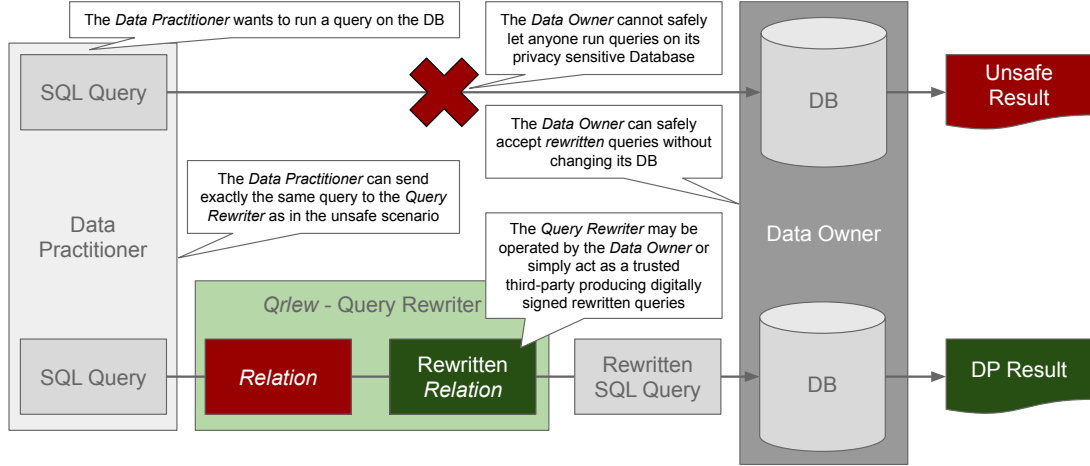 The Data Practitioner wants to run a query on the DB
The Data Owner cannot safely
let anyone run queries on its
privacy sensitive Database
SQL Query
DB
Unsafe
Result
The Data Owner can safely
accept rewritten queries without
changing its DB
The Data Practitioner can send
exactly the same query to the Query
Rewriter as in the unsafe scenario
Data
Practitioner
The Query Rewriter may be
operated by the Data Owner or
simply act as a trusted
third-party producing digitally
signed rewritten queries
Data Owner
Qrlew - Query Rewriter
SQL Query
Relation
Rewritten
Relation
Rewritten
SQL Query
DB
DP Result